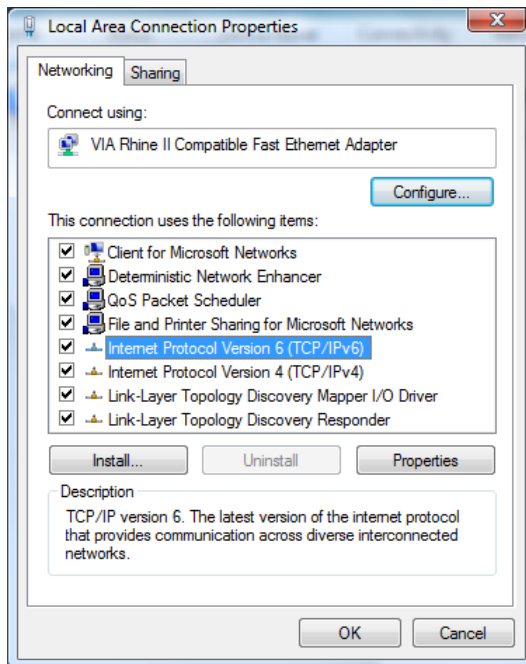 Local Area Connection Properties
Networking
Sharing
Connect using:
VIA Rhine II Compatible Fast Ethernet Adapter
Configure...
This connection uses the following items:
Client for Microsoft Networks
Deterministic Network Enhancer
QoS Packet Scheduler
File and Printer Sharing for Microsoft Networks
Internet Protocol Version 6 (TCP/IPv6)
Internet Protocol Version 4 (TCP/IPv4)
Link-Layer Topology Discovery Mapper I/O Driver
Link-Layer Topology Discovery Responder
Install...
Uninstall
Properties
Description
TCP/IP version 6. The latest version of the internet protocol
that provides communication across diverse interconnected
networks.
OK
Cancel